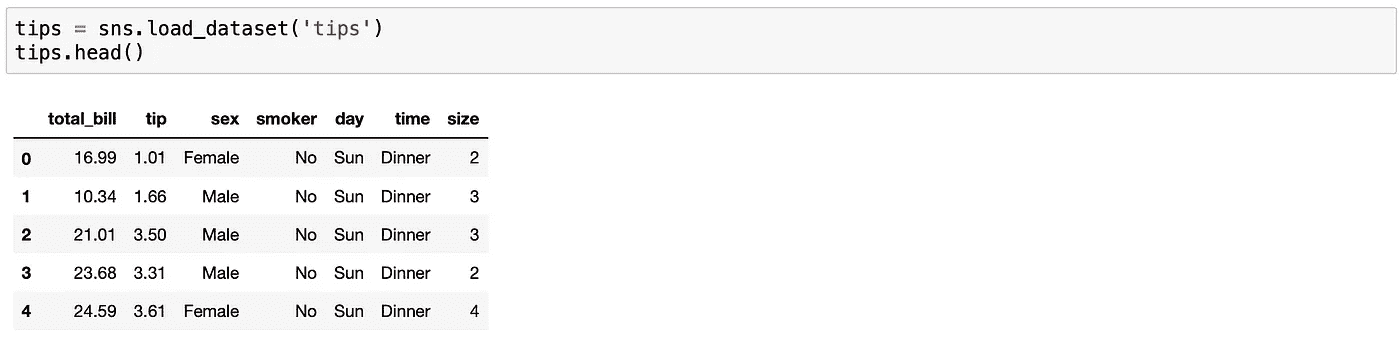 tips = sns.load_dataset('tips')
tips.head()
total_bill tip sex smoker day time size
0 16.99 1.01 Female No Sun Dinner 2
1 10.34 1.66 Male No Sun Dinner 3
2 21.01 3.50 Male No Sun Dinner 3
3 23.68 3.31 Male No Sun Dinner 2
4 24.59 3.61 Female No Sun Dinner 4